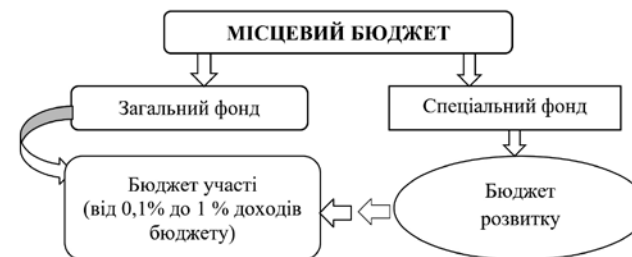 МІСЦЕВИЙ БЮДЖЕТ
Загальний фонд
Спеціальний фонд
Бюджет участі
(від 0,1% до 1 % доходів
бюджету)
Бюджет
розвитку